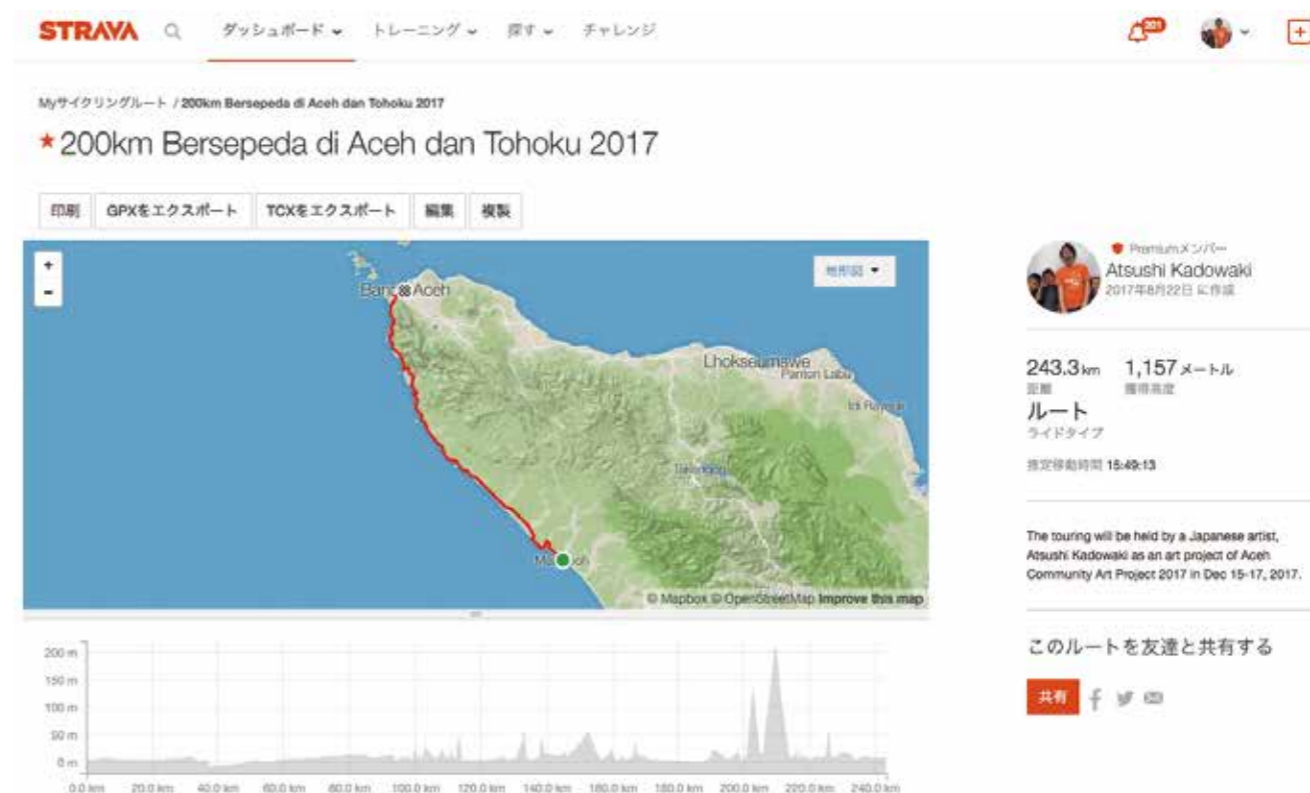 STRAVA
ダッシュボード トレーニング 探す チャレンジ
201
Myサイクリングルート / 200km Bersepeda di Aceh dan Tohoku 2017
200km Bersepeda di Aceh dan Tohoku 2017
印刷 GPXをエクスポート TCXをエクスポート 編集 複製
+
-
地形図
Aceh
Lhokseumawe
Panton Labu
Takengon
© Mapbox © OpenStreetMap Improve this map
Premiumメンバー
Atsushi Kadowaki
2017年8月22日 に作成
243.3 km 1,157 メートル
距離 獲得高度
ルート
ライドタイプ
推定移動時間 15:49:13
The touring will be held by a Japanese artist,
Atsushi Kadowaki as an art project of Aceh
Community Art Project 2017 in Dec 15-17, 2017.
このルートを友達と共有する
共有
200 m
150 m
100 m
50 m
0 m
0.0 km 20.0 km 40.0 km 60.0 km 80.0 km 100.0 km 120.0 km 140.0 km 160.0 km 180.0 km 200.0 km 220.0 km 240.0 km